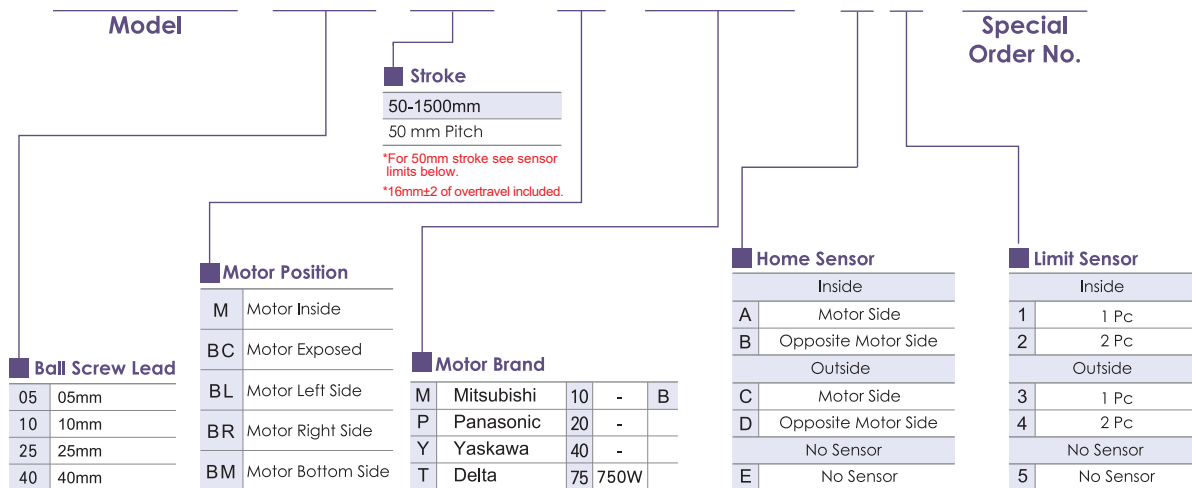 Model
Special
Order No.
Stroke
50-1500mm
50 mm Pitch
*For 50mm stroke see sensor
limits below.
*16mm±2 of overtravel included.
Motor Position
M Motor Inside
BC Motor Exposed
BL Motor Left Side
BR Motor Right Side
BM Motor Bottom Side
Ball Screw Lead
05 05mm
10 10mm
25 25mm
40 40mm
Motor Brand
M Mitsubishi 10 - B
P Panasonic 20 -
Y Yaskawa 40 -
T Delta 75 750W
Home Sensor
Inside
A Motor Side
B Opposite Motor Side
Outside
C Motor Side
D Opposite Motor Side
No Sensor
E No Sensor
Limit Sensor
Inside
1 1 Pc
2 2 Pc
Outside
3 1 Pc
4 2 Pc
No Sensor
5 No Sensor